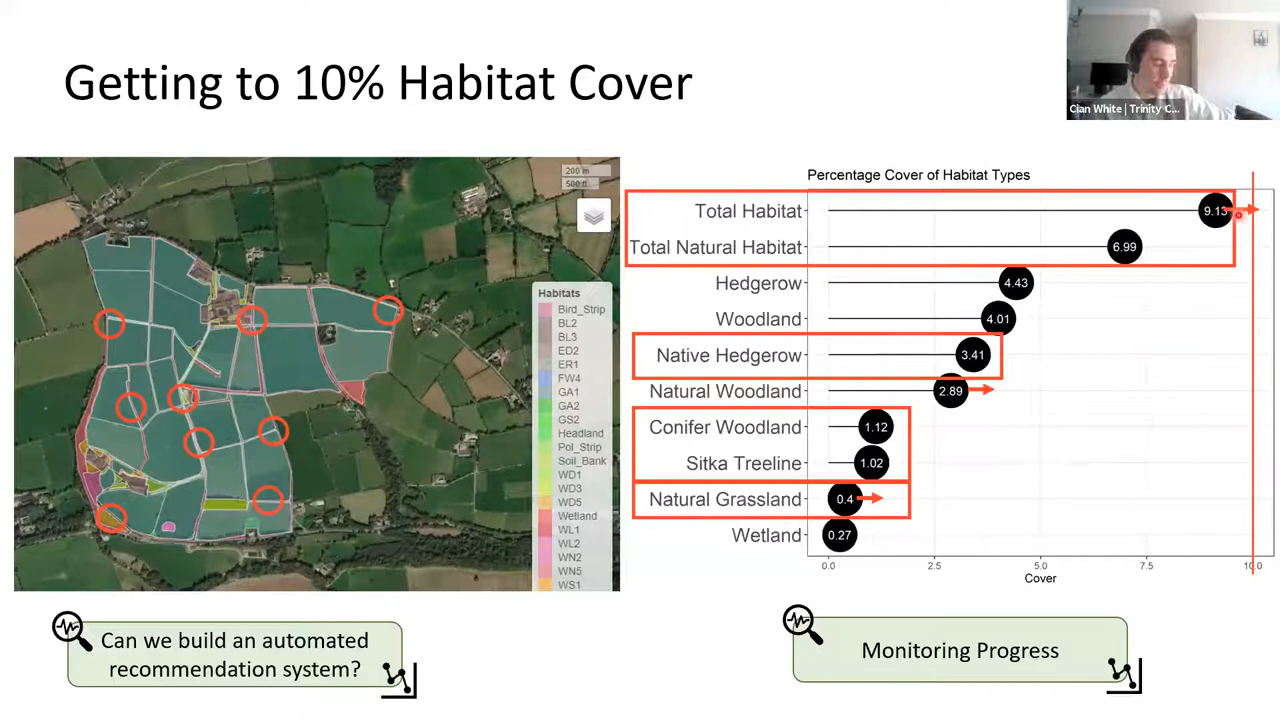 Getting to 10% Habitat Cover
Cian White | Trinity C...
200 m
500 ft
Habitats
Bird_Strip
BL2
BL3
ED2
ER1
FW4
GA1
GA2
GS2
Headland
Pol_Strip
Soil_Bank
WD1
WD3
WD5
Wetland
WL1
WL2
WN2
WN5
WS1
Percentage Cover of Habitat Types
Total Habitat 9.13
Total Natural Habitat 6.99
Hedgerow 4.43
Woodland 4.01
Native Hedgerow 3.41
Natural Woodland 2.89
Conifer Woodland 1.12
Sitka Treeline 1.02
Natural Grassland 0.4
Wetland 0.27
0.0 2.5 5.0 7.5 10.0
Cover
Can we build an automated
recommendation system?
Monitoring Progress